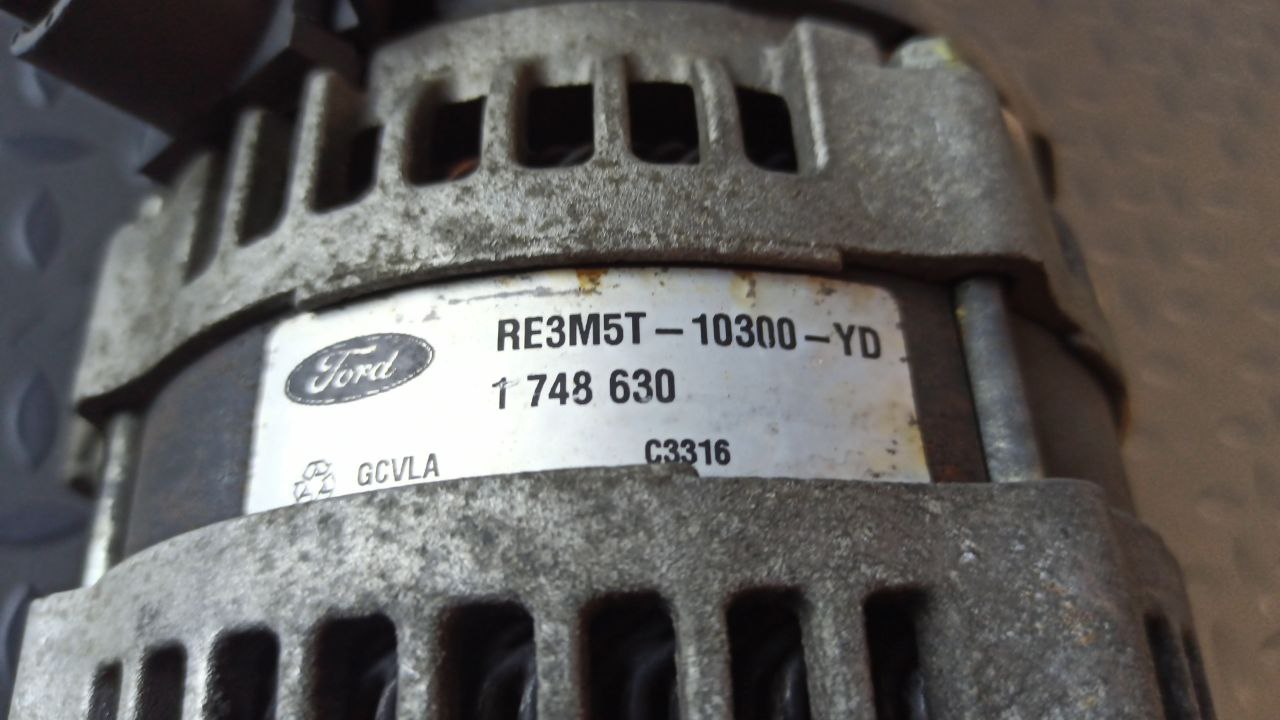 Ford
RE3M5T-10300-YD
1 748 630
C3316
GCVLA